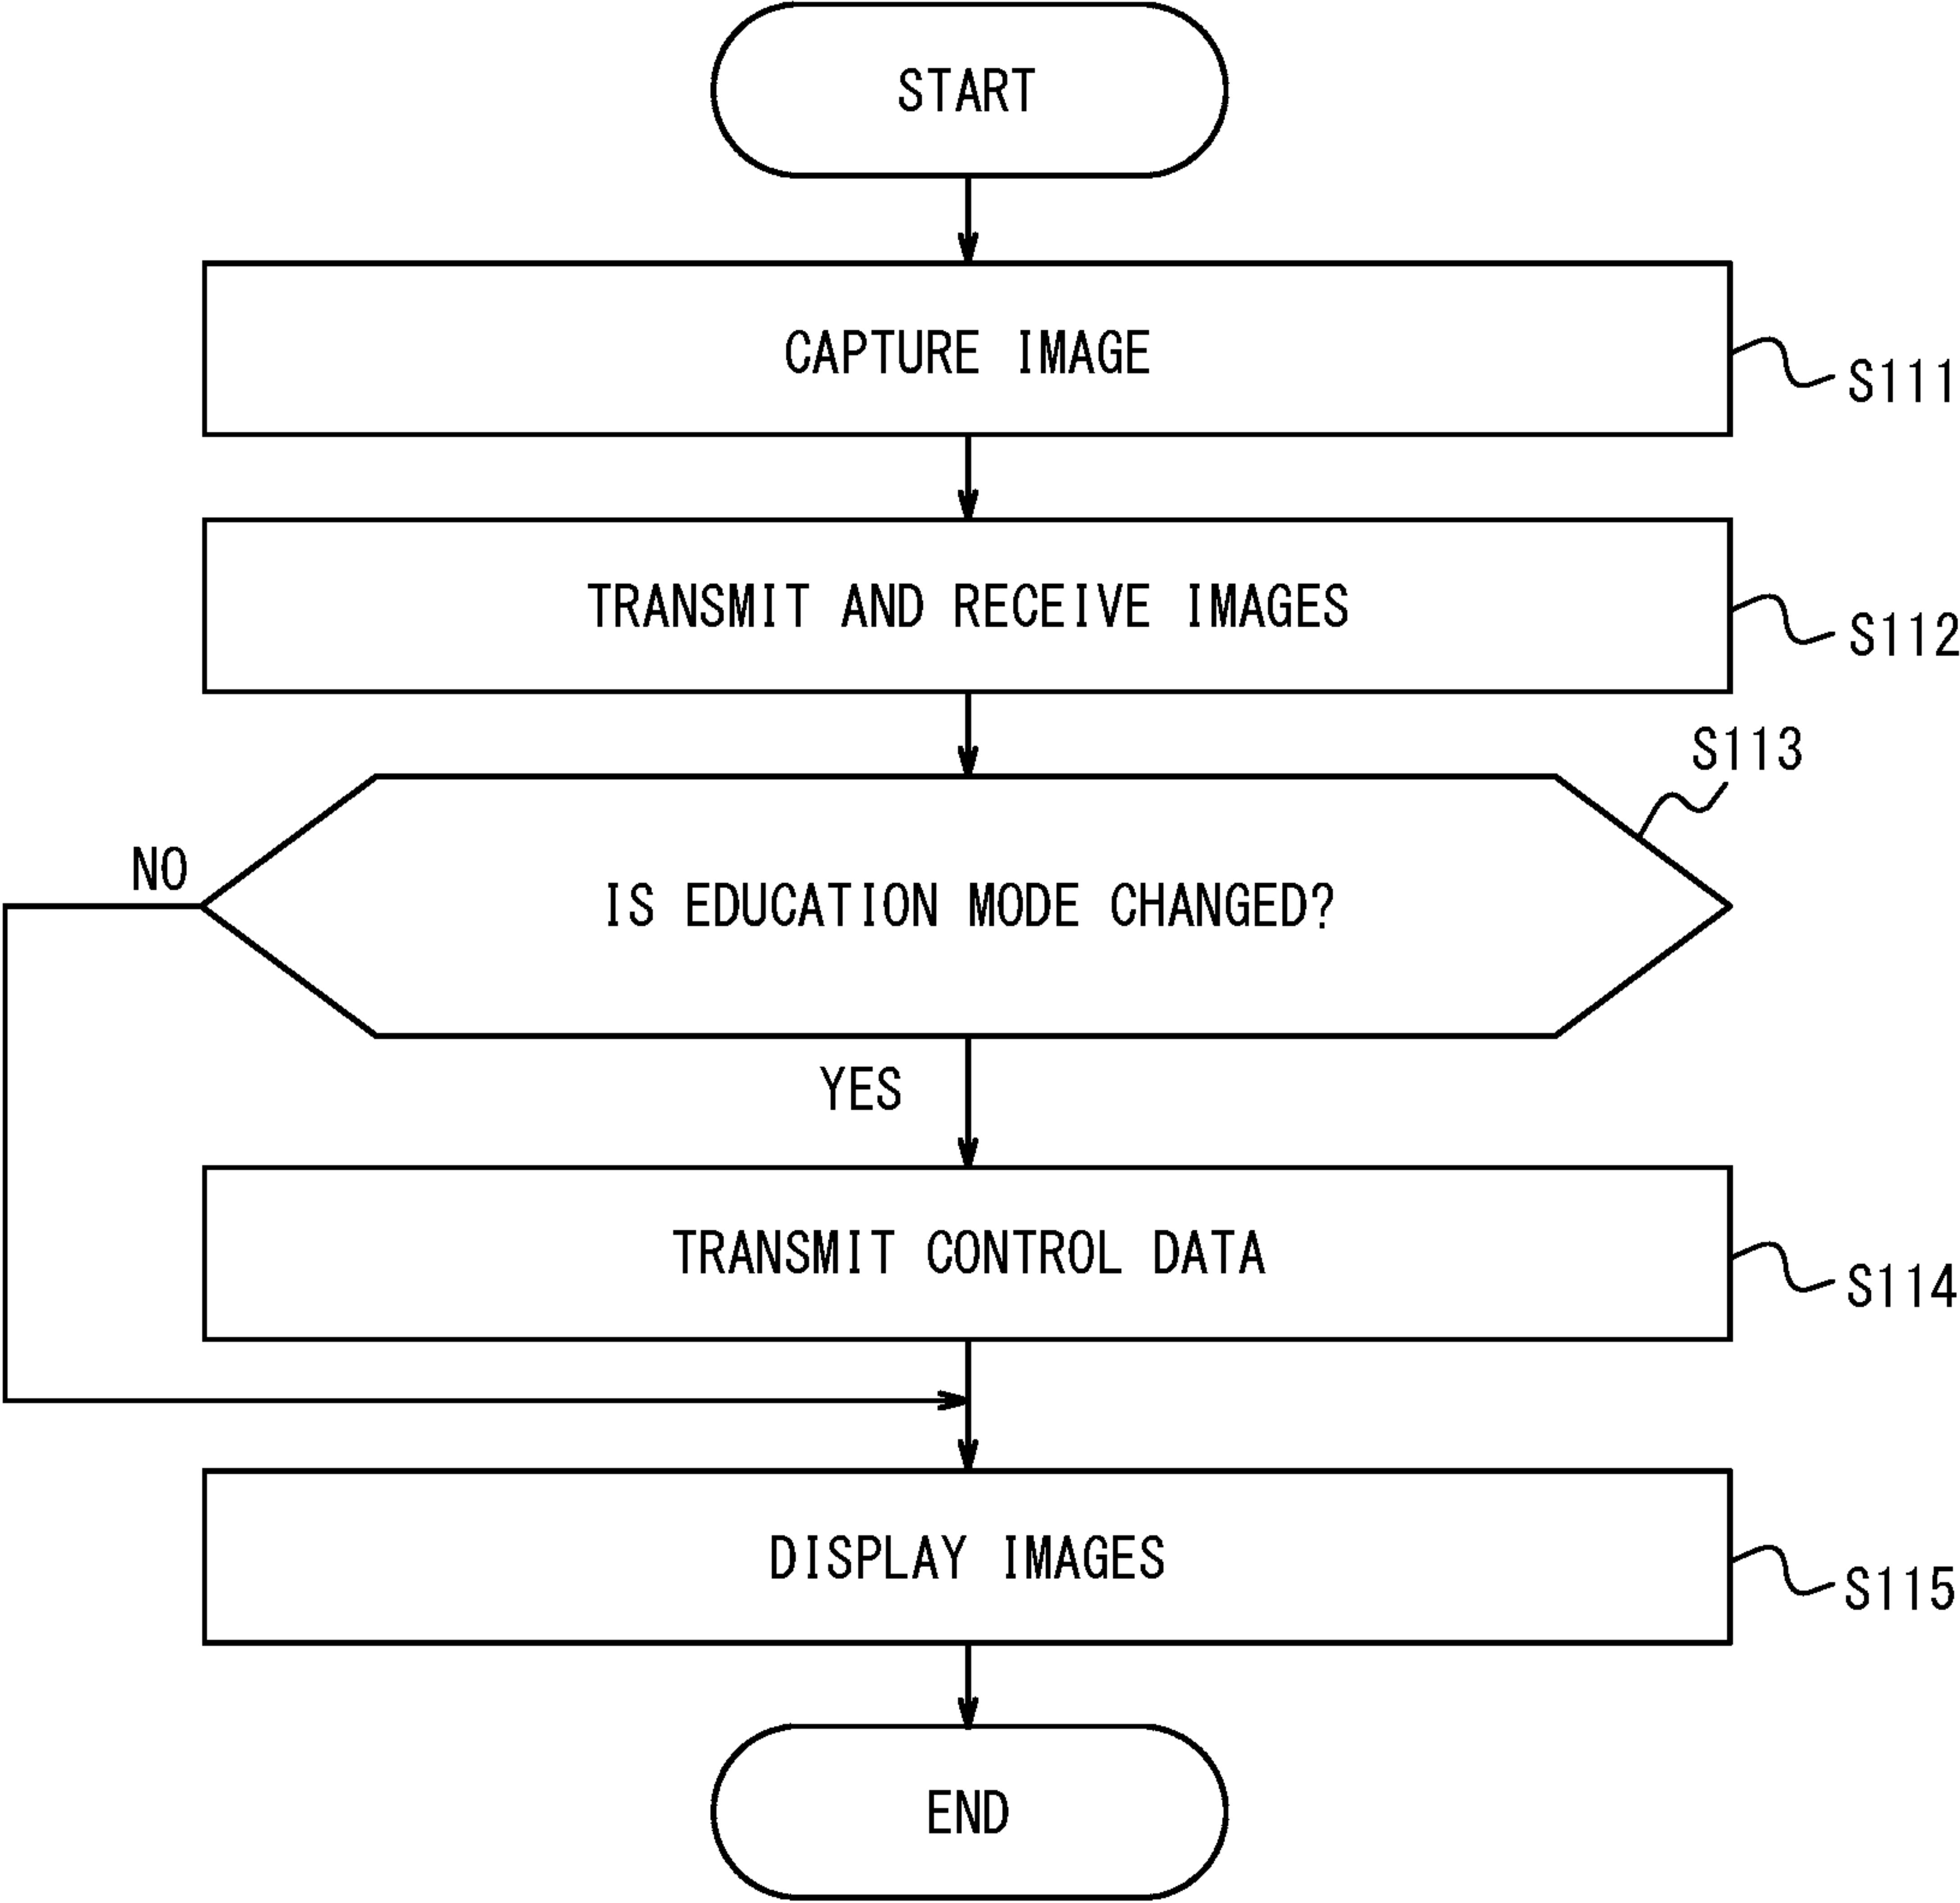 START
CAPTURE IMAGE
S111
TRANSMIT AND RECEIVE IMAGES
S112
S113
NO
IS EDUCATION MODE CHANGED?
YES
TRANSMIT CONTROL DATA
S114
DISPLAY IMAGES
S115
END